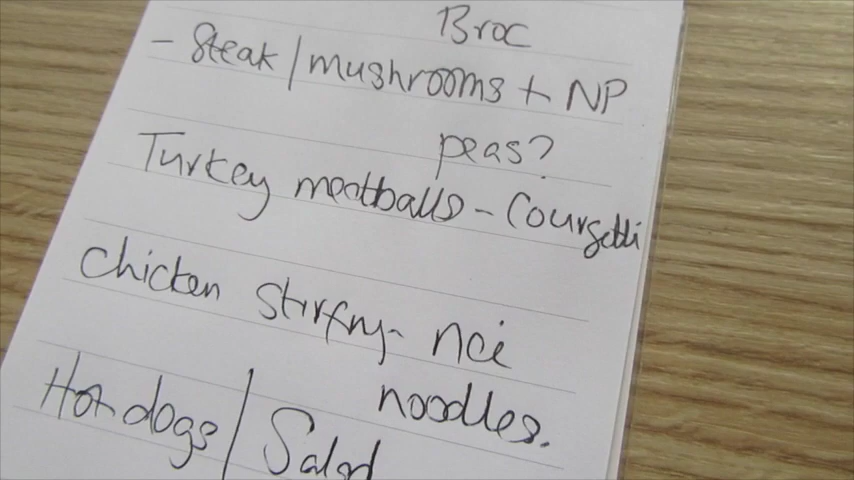 Broc
- Steak / mushrooms + NP
peas?
Turkey meatballs - Courgetti
Chicken stirfry - rice
noodles.
Hot dogs / Salad